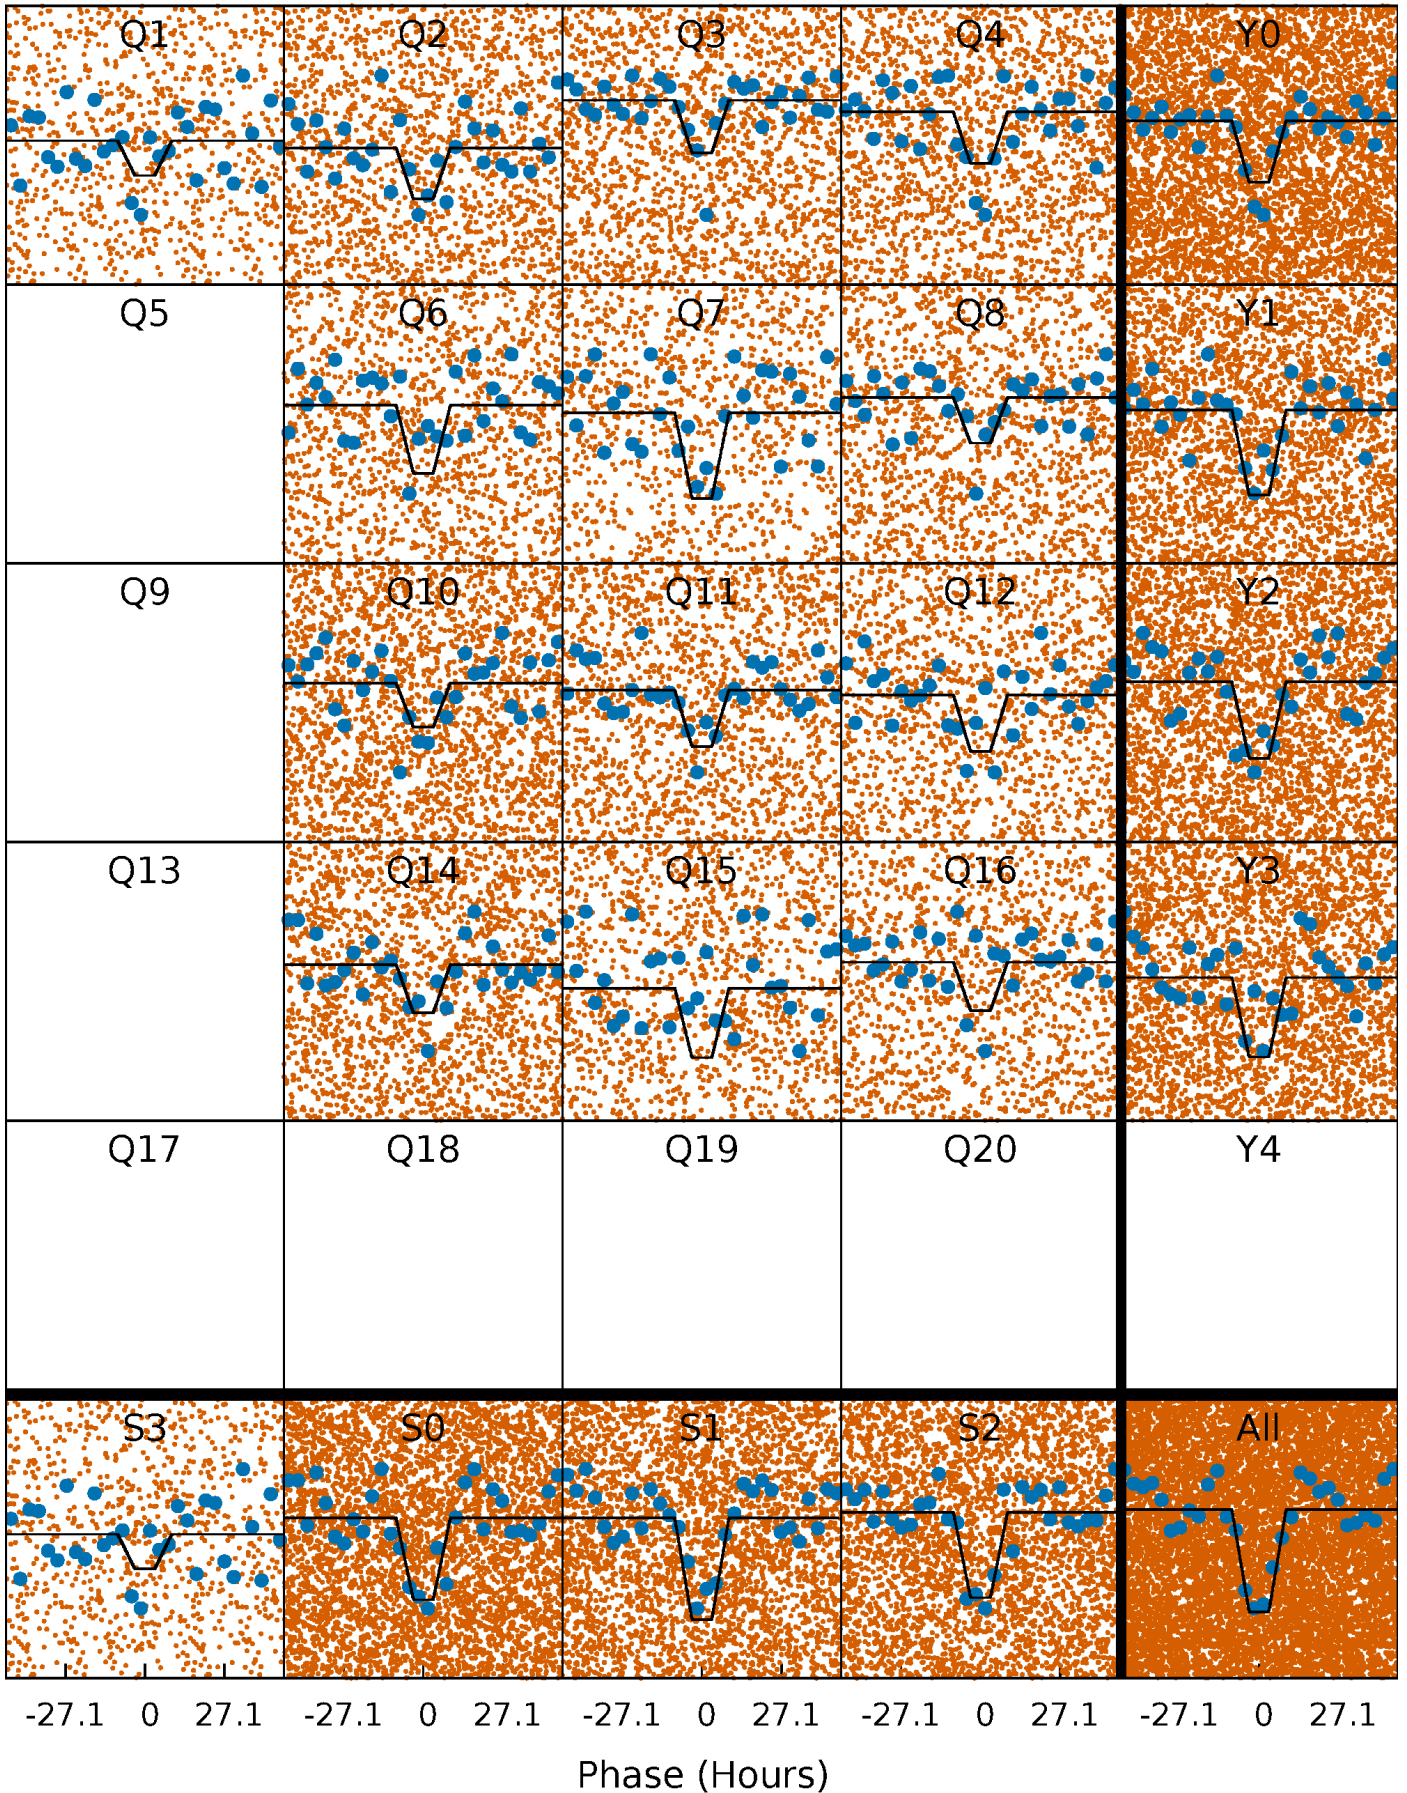 Q1 Q2 Q3 Q4 Y0
Q5 Q6 Q7 Q8 Y1
Q9 Q10 Q11 Q12 Y2
Q13 Q14 Q15 Q16 Y3
Q17 Q18 Q19 Q20 Y4
S3 S0 S1 S2 All
-27.1 0 27.1 -27.1 0 27.1 -27.1 0 27.1 -27.1 0 27.1 -27.1 0 27.1
Phase (Hours)